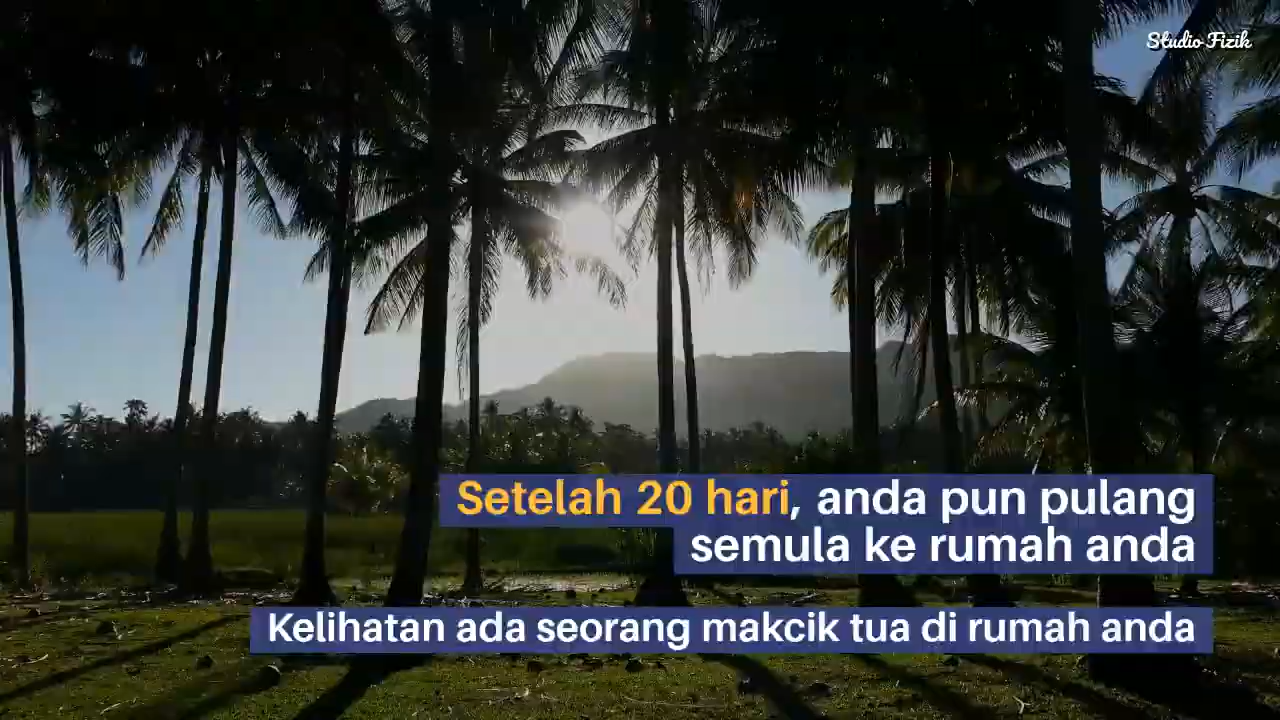 Studio Fizik
Setelah 20 hari, anda pun pulang
semula ke rumah anda
Kelihatan ada seorang makcik tua di rumah anda